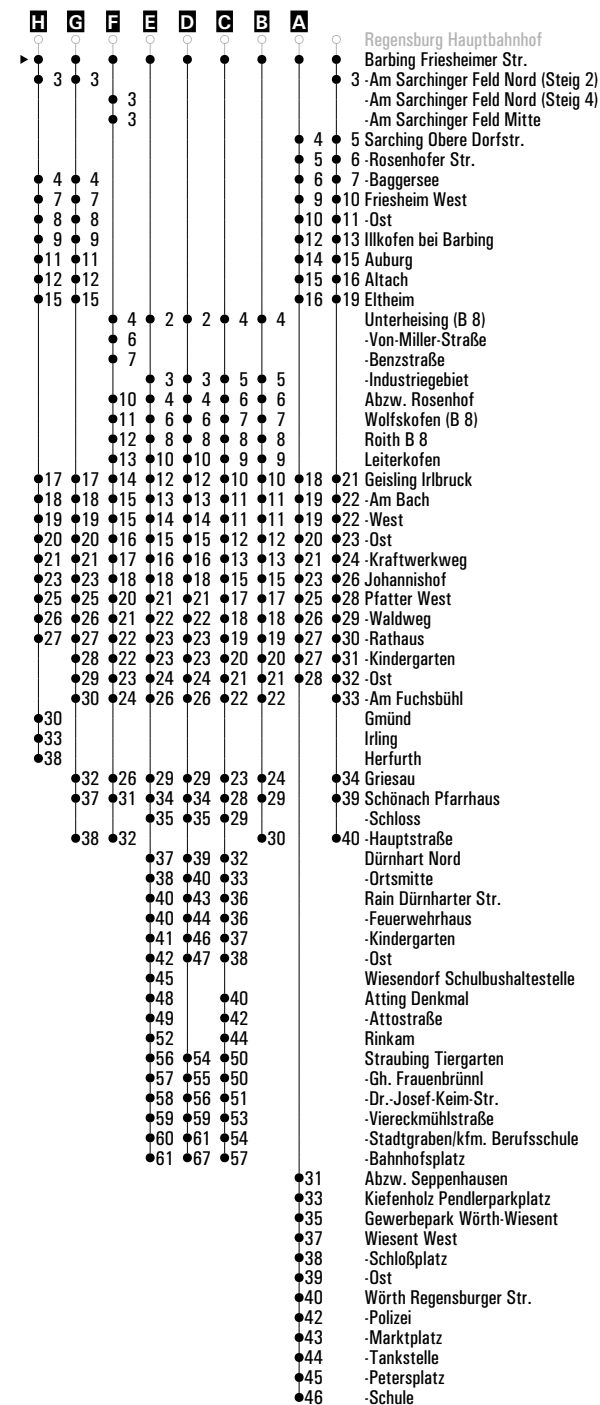 H G F E D C B A
Regensburg Hauptbahnhof
Barbing Friesheimer Str.
3 3 3 -Am Sarchinger Feld Nord (Steig 2)
3 -Am Sarchinger Feld Nord (Steig 4)
3 -Am Sarchinger Feld Mitte
4 5 Sarching Obere Dorfstr.
5 6 -Rosenhofer Str.
4 4 6 7 -Baggersee
7 7 9 10 Friesheim West
8 8 10 11 -Ost
9 9 12 13 Illkofen bei Barbing
11 11 14 15 Auburg
12 12 15 16 Altach
15 15 16 19 Eltheim
4 2 2 4 4 Unterheising (B 8)
6 -Von-Miller-Straße
7 -Benzstraße
3 3 5 5 -Industriegebiet
10 4 4 6 6 Abzw. Rosenhof
11 6 6 7 7 Wolfskofen (B 8)
12 8 8 8 8 Roith B 8
13 10 10 9 9 Leiterkofen
17 17 14 12 12 10 10 18 21 Geisling Irlbruck
18 18 15 13 13 11 11 19 22 -Am Bach
19 19 15 14 14 11 11 19 22 -West
20 20 16 15 15 12 12 20 23 -Ost
21 21 17 16 16 13 13 21 24 -Kraftwerkweg
23 23 18 18 18 15 15 23 26 Johannishof
25 25 20 21 21 17 17 25 28 Pfatter West
26 26 21 22 22 18 18 26 29 -Waldweg
27 27 22 23 23 19 19 27 30 -Rathaus
28 22 23 23 20 20 27 31 -Kindergarten
29 23 24 24 21 21 28 32 -Ost
30 24 26 26 22 22 33 -Am Fuchsbühl
30 Gmünd
33 Irling
38 Herfurth
32 26 29 29 23 24 34 Griesau
37 31 34 34 28 29 39 Schönach Pfarrhaus
35 35 29 -Schloss
38 32 30 40 -Hauptstraße
37 39 32 Dürnhart Nord
38 40 33 -Ortsmitte
40 43 36 Rain Dürnharter Str.
40 44 36 -Feuerwehrhaus
41 46 37 -Kindergarten
42 47 38 -Ost
45 Wiesendorf Schulbushaltestelle
48 40 Atting Denkmal
49 42 -Attostraße
52 44 Rinkam
56 54 50 Straubing Tiergarten
57 55 50 -Gh. Frauenbrünnl
58 56 51 -Dr.-Josef-Keim-Str.
59 59 53 -Viereckmühlstraße
60 61 54 -Stadtgraben/kfm. Berufsschule
61 67 57 -Bahnhofsplatz
31 Abzw. Seppenhausen
33 Kiefenholz Pendlerparkplatz
35 Gewerbepark Wörth-Wiesent
37 Wiesent West
38 -Schloßplatz
39 -Ost
40 Wörth Regensburger Str.
42 -Polizei
43 -Marktplatz
44 -Tankstelle
45 -Petersplatz
46 -Schule